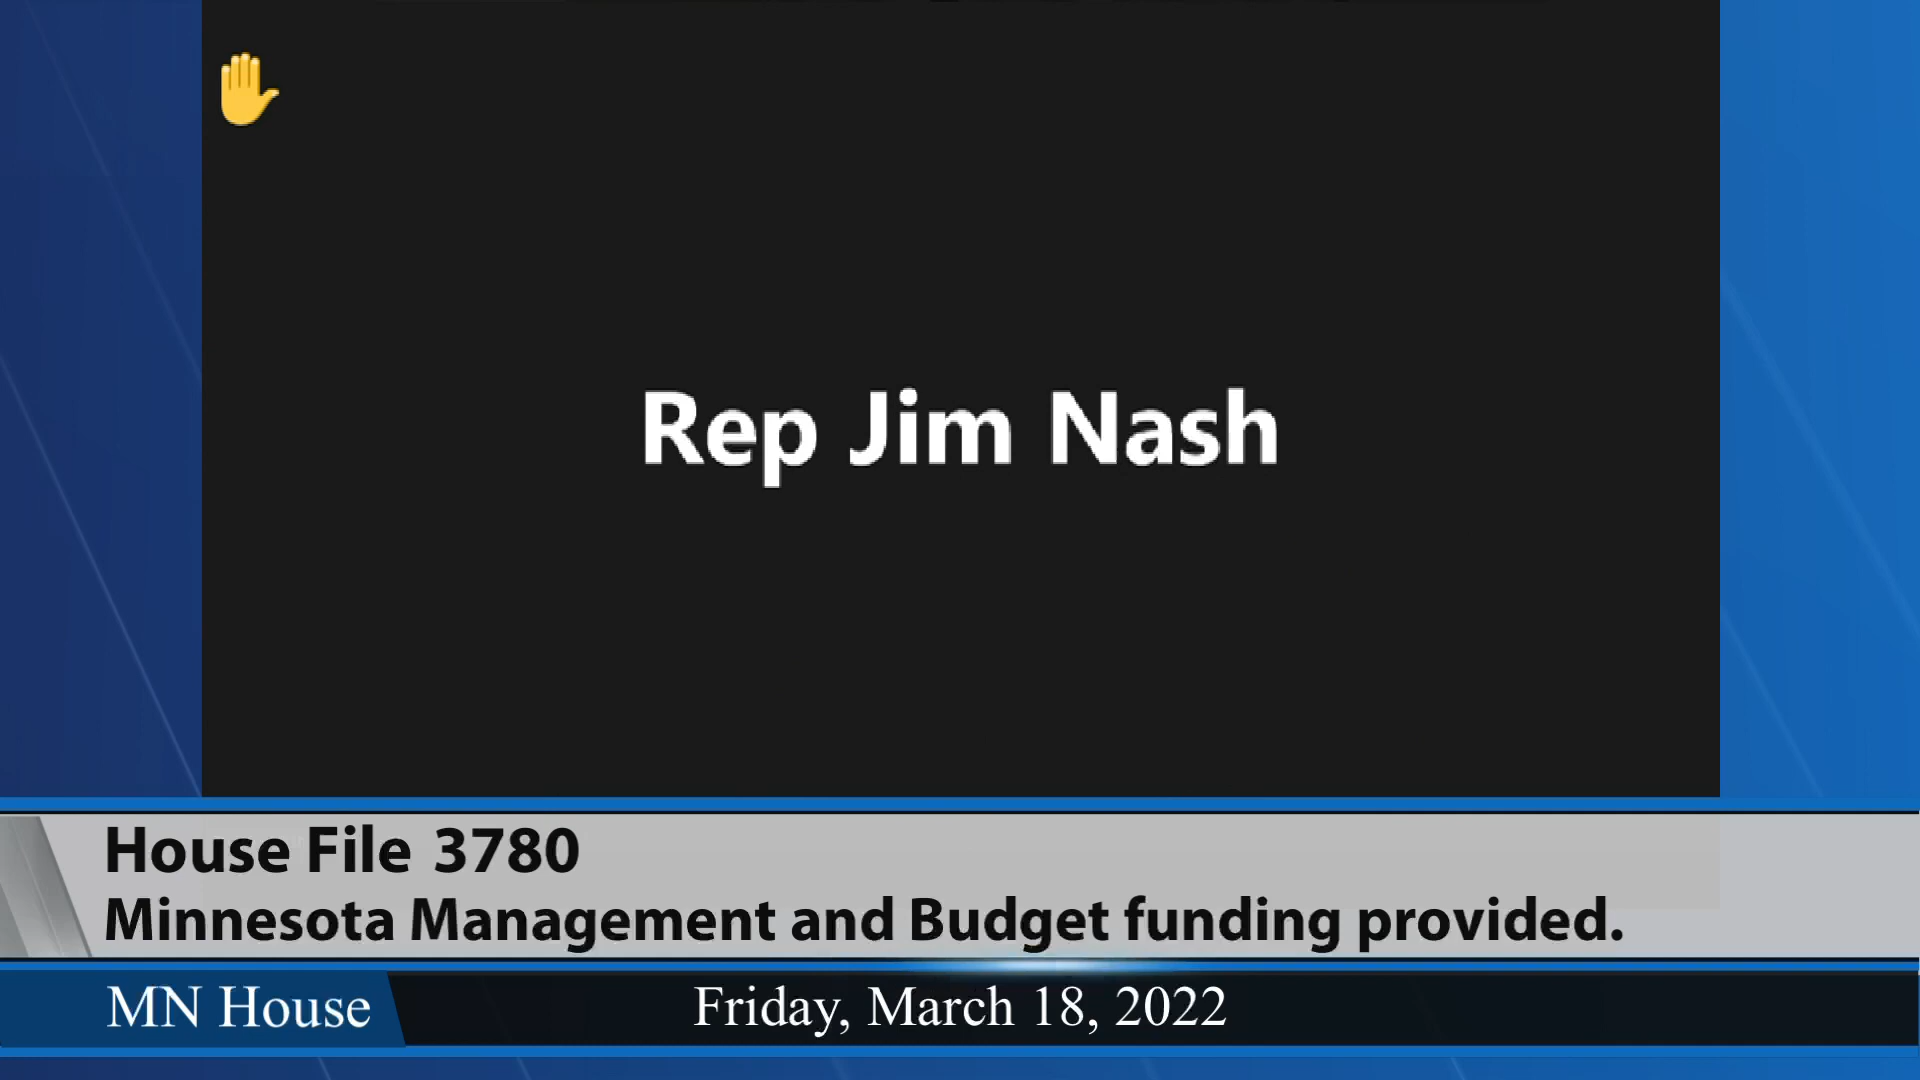 Rep Jim Nash
House File 3780
Minnesota Management and Budget funding provided.
MN House
Friday, March 18, 2022